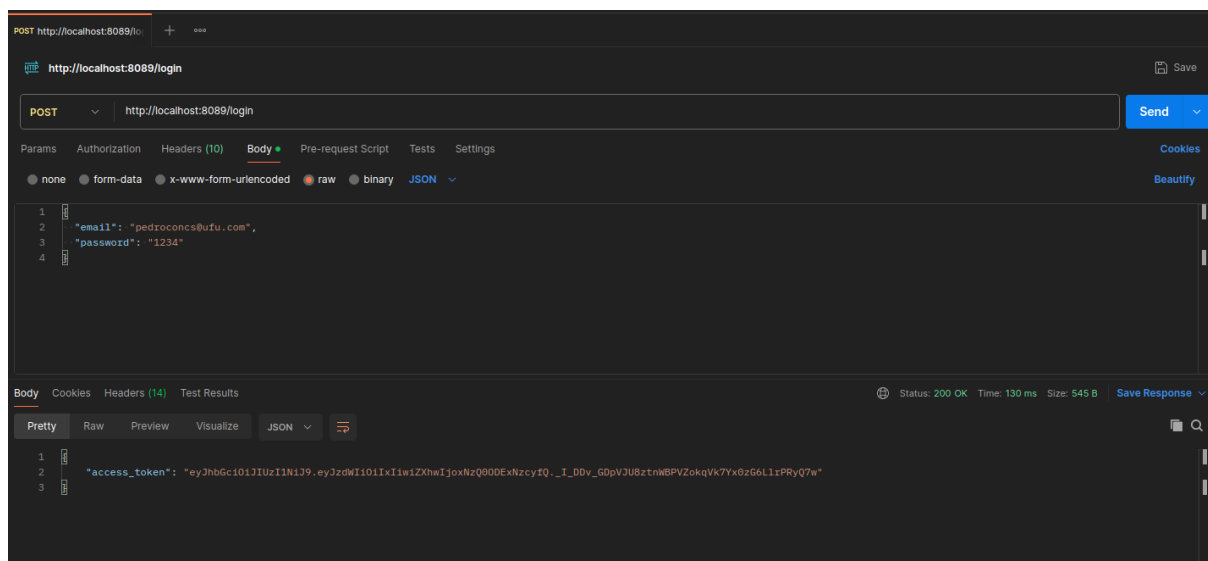 POST http://localhost:8089/lo
http://localhost:8089/login
Save
POST http://localhost:8089/login Send
Params Authorization Headers (10) Body Pre-request Script Tests Settings Cookies
none form-data x-www-form-urlencoded raw binary JSON Beautify
1 {
2 "email": "pedroconcs@ufu.com",
3 "password": "1234"
4 }
Body Cookies Headers (14) Test Results Status: 200 OK Time: 130 ms Size: 545 B Save Response
Pretty Raw Preview Visualize JSON
1 {
2 "access_token": "eyJhbGciOiJIUzI1NiJ9.eyJzdWIiOiIxIiwiZXhwIjoxNzQ0ODExNzcyfQ._I_DDv_GDpVJU8ztnWBPVZokqVk7Yx0zG6LlrPRyQ7w"
3 }